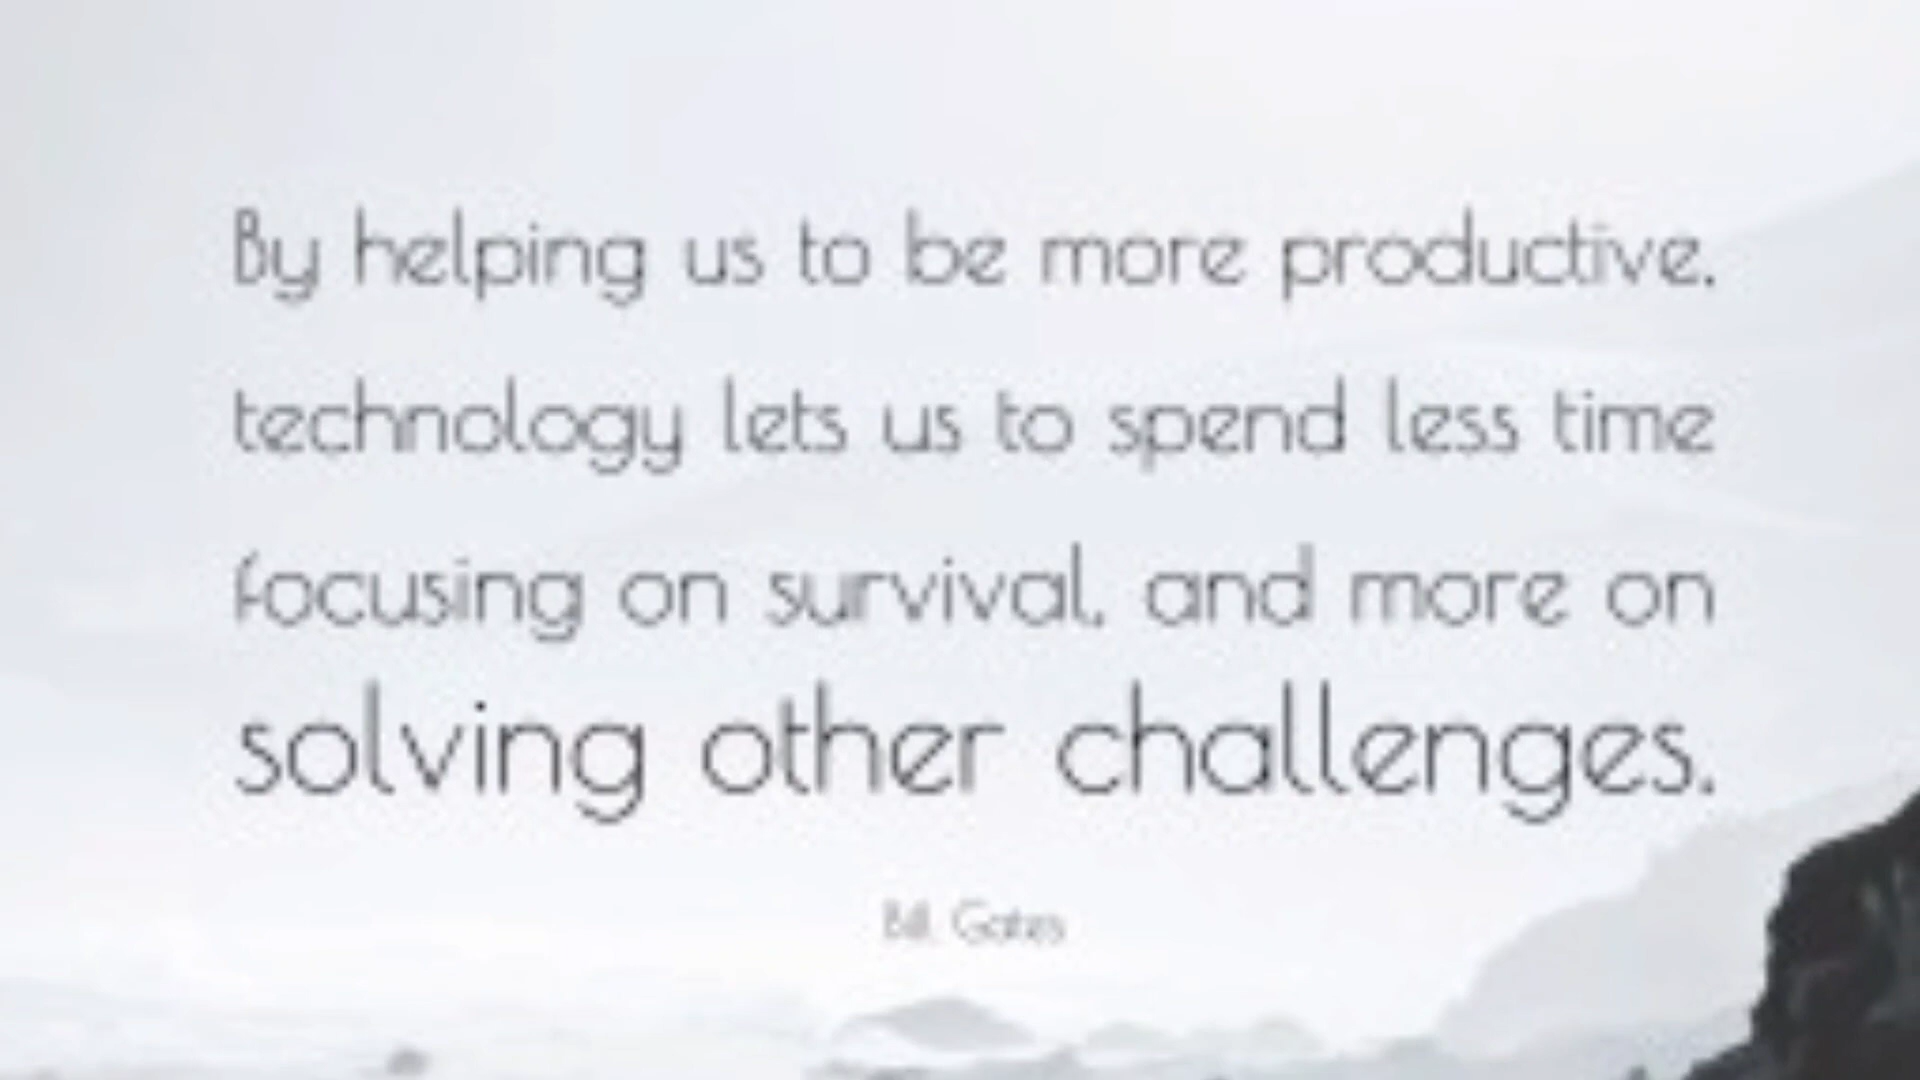 By helping us to be more productive,
technology lets us to spend less time
focusing on survival, and more on
solving other challenges.
Bill Gates